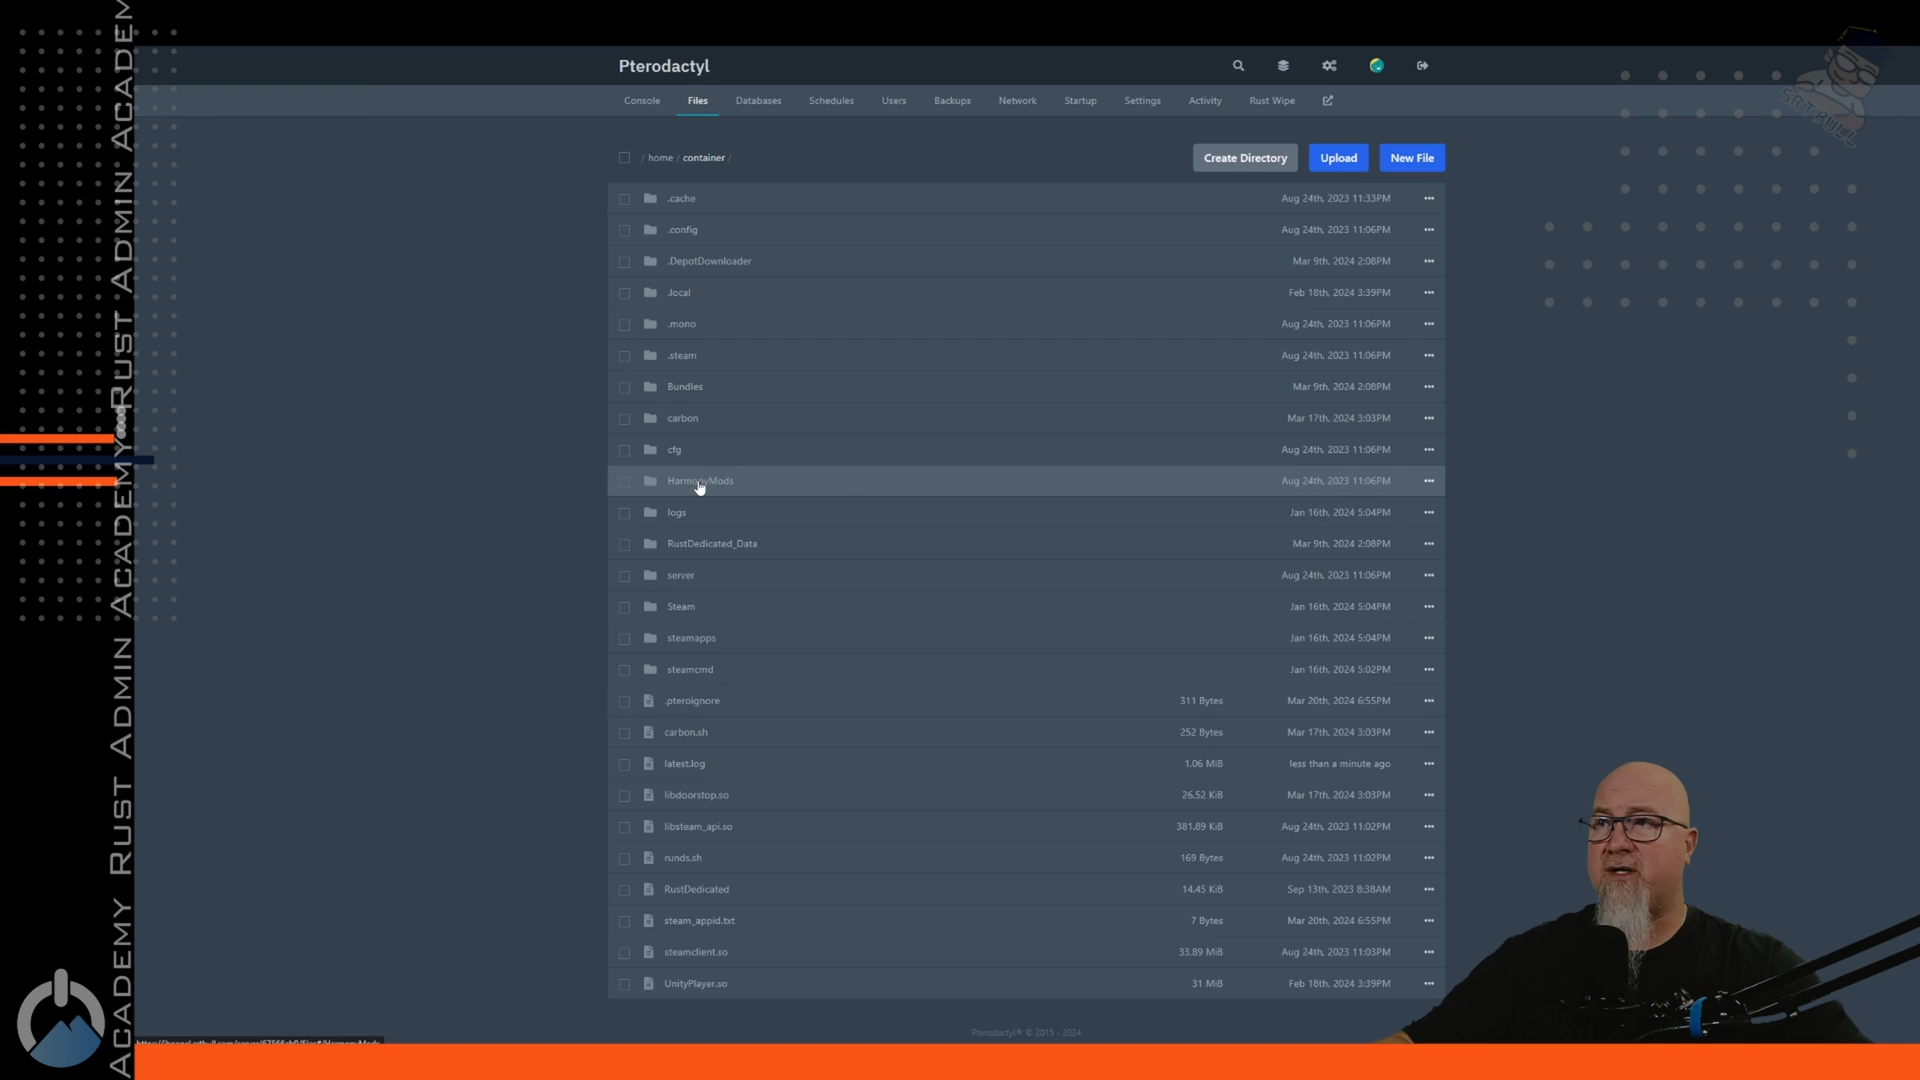 Pterodactyl
Console Files Databases Schedules Users Backups Network Startup Settings Activity Rust Wipe
/ home / container /
Create Directory Upload New File
.cache Aug 24th, 2023 11:33PM
.config Aug 24th, 2023 11:06PM
.DepotDownloader Mar 9th, 2024 2:08PM
.local Feb 18th, 2024 3:39PM
.mono Aug 24th, 2023 11:06PM
.steam Aug 24th, 2023 11:06PM
Bundles Mar 9th, 2024 2:08PM
carbon Mar 17th, 2024 3:03PM
cfg Aug 24th, 2023 11:06PM
HarmonyMods Aug 24th, 2023 11:06PM
logs Jan 16th, 2024 5:04PM
RustDedicated_Data Mar 9th, 2024 2:08PM
server Aug 24th, 2023 11:06PM
Steam Jan 16th, 2024 5:04PM
steamapps Jan 16th, 2024 5:04PM
steamcmd Jan 16th, 2024 5:02PM
.pteroignore 311 Bytes Mar 20th, 2024 6:55PM
carbon.sh 252 Bytes Mar 17th, 2024 3:03PM
latest.log 1.06 MiB less than a minute ago
libdoorstop.so 26.52 KiB Mar 17th, 2024 3:03PM
libsteam_api.so 381.89 KiB Aug 24th, 2023 11:02PM
runds.sh 169 Bytes Aug 24th, 2023 11:02PM
RustDedicated 14.45 KiB Sep 13th, 2023 8:38AM
steam_appid.txt 7 Bytes Mar 20th, 2024 6:55PM
steamclient.so 33.89 MiB Aug 24th, 2023 11:03PM
UnityPlayer.so 31 MiB Feb 18th, 2024 3:39PM
Pterodactyl® © 2015 - 2024
ACADEMY RUST ADMIN ACADEMY RUST ADMIN ACADEM
SRTBULL